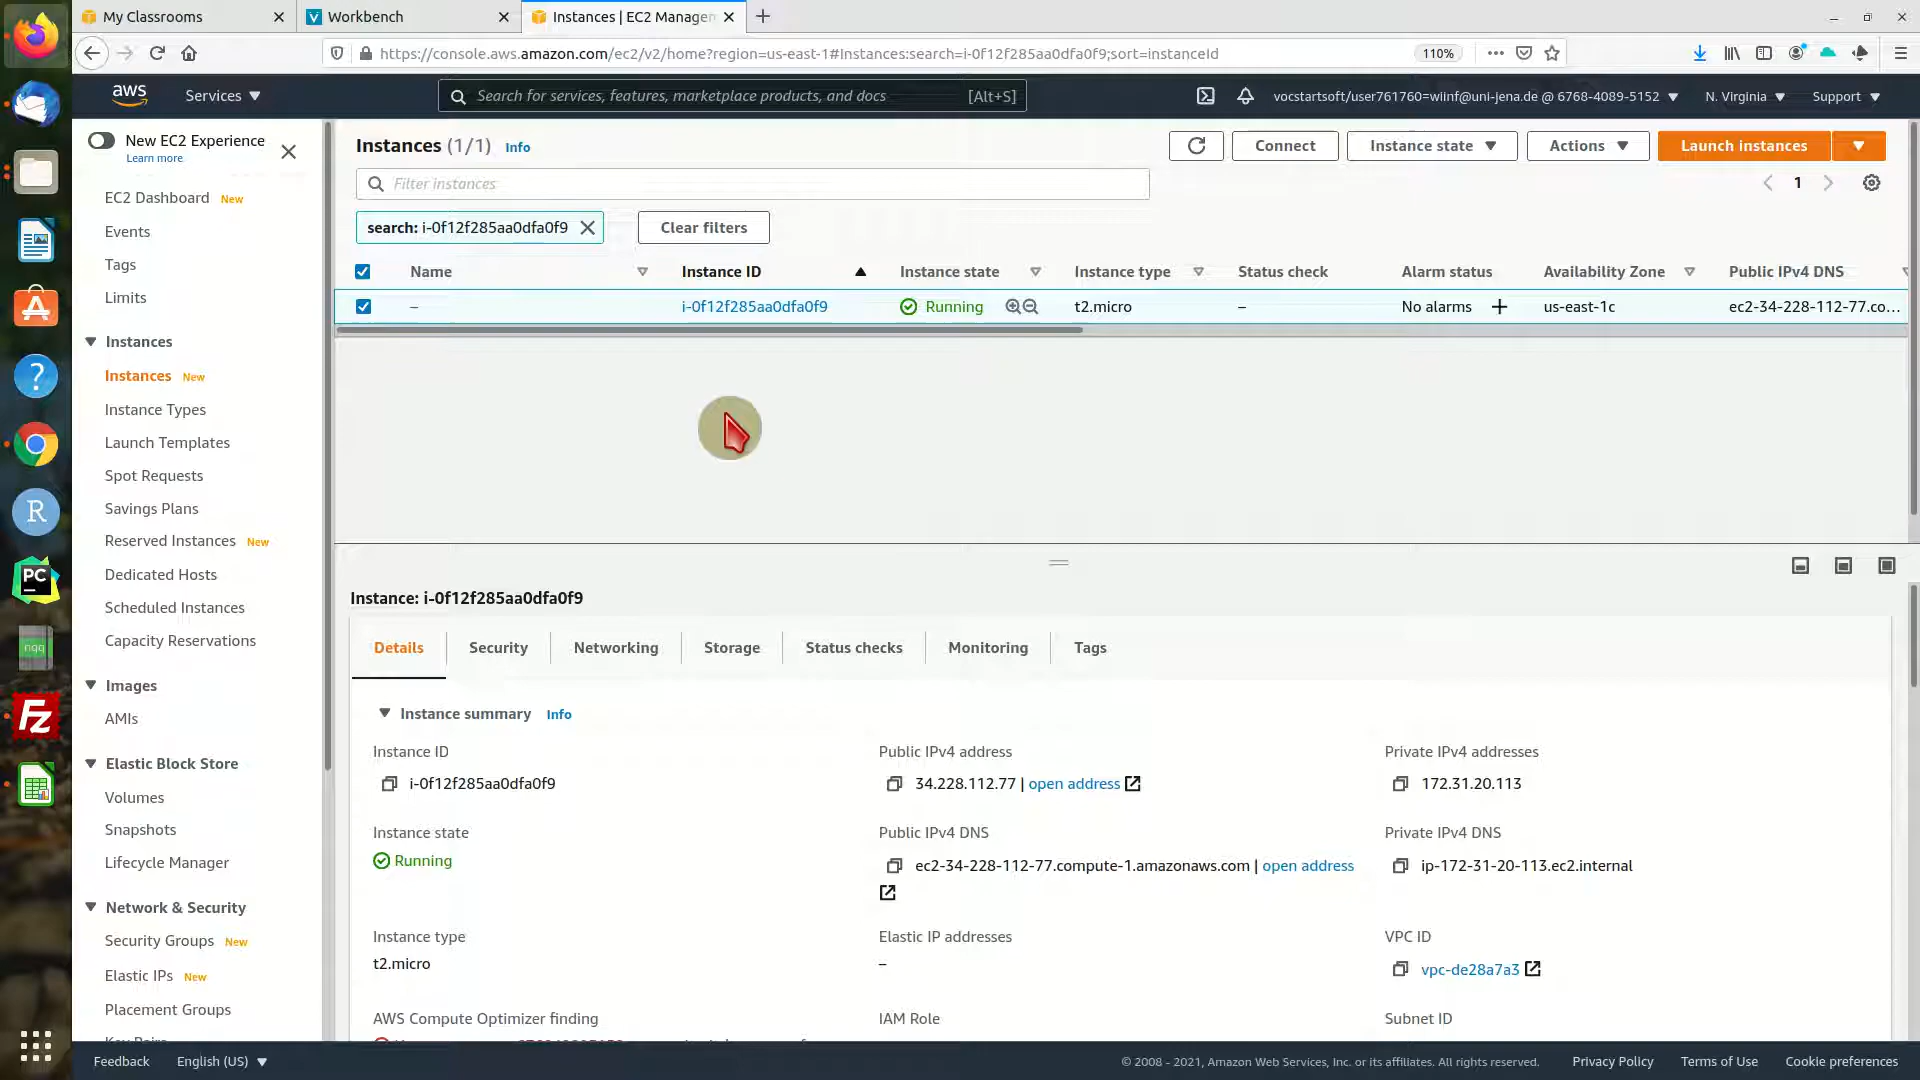 My Classrooms
Workbench
Instances | EC2 Manager
https://console.aws.amazon.com/ec2/v2/home?region=us-east-1#Instances:search=i-0f12f285aa0dfa0f9;sort=instanceId
110%
aws
Services
Search for services, features, marketplace products, and docs
[Alt+S]
vocstartsoft/user761760=wiinf@uni-jena.de @ 6768-4089-5152
N. Virginia
Support
New EC2 Experience
Learn more
EC2 Dashboard New
Events
Tags
Limits
Instances
Instances New
Instance Types
Launch Templates
Spot Requests
Savings Plans
Reserved Instances New
Dedicated Hosts
Scheduled Instances
Capacity Reservations
Images
AMIs
Elastic Block Store
Volumes
Snapshots
Lifecycle Manager
Network & Security
Security Groups New
Elastic IPs New
Placement Groups
Key Pairs
Instances (1/1) Info
Connect
Instance state
Actions
Launch instances
Filter instances
1
search: i-0f12f285aa0dfa0f9
Clear filters
Name Instance ID Instance state Instance type Status check Alarm status Availability Zone Public IPv4 DNS
– i-0f12f285aa0dfa0f9 Running t2.micro – No alarms + us-east-1c ec2-34-228-112-77.co...
Instance: i-0f12f285aa0dfa0f9
Details Security Networking Storage Status checks Monitoring Tags
Instance summary Info
Instance ID
i-0f12f285aa0dfa0f9
Public IPv4 address
34.228.112.77 | open address
Private IPv4 addresses
172.31.20.113
Instance state
Running
Public IPv4 DNS
ec2-34-228-112-77.compute-1.amazonaws.com | open address
Private IPv4 DNS
ip-172-31-20-113.ec2.internal
Instance type
t2.micro
Elastic IP addresses
–
VPC ID
vpc-de28a7a3
AWS Compute Optimizer finding
IAM Role
Subnet ID
R
PC
nqq
Fz
Feedback
English (US)
© 2008 - 2021, Amazon Web Services, Inc. or its affiliates. All rights reserved.
Privacy Policy
Terms of Use
Cookie preferences